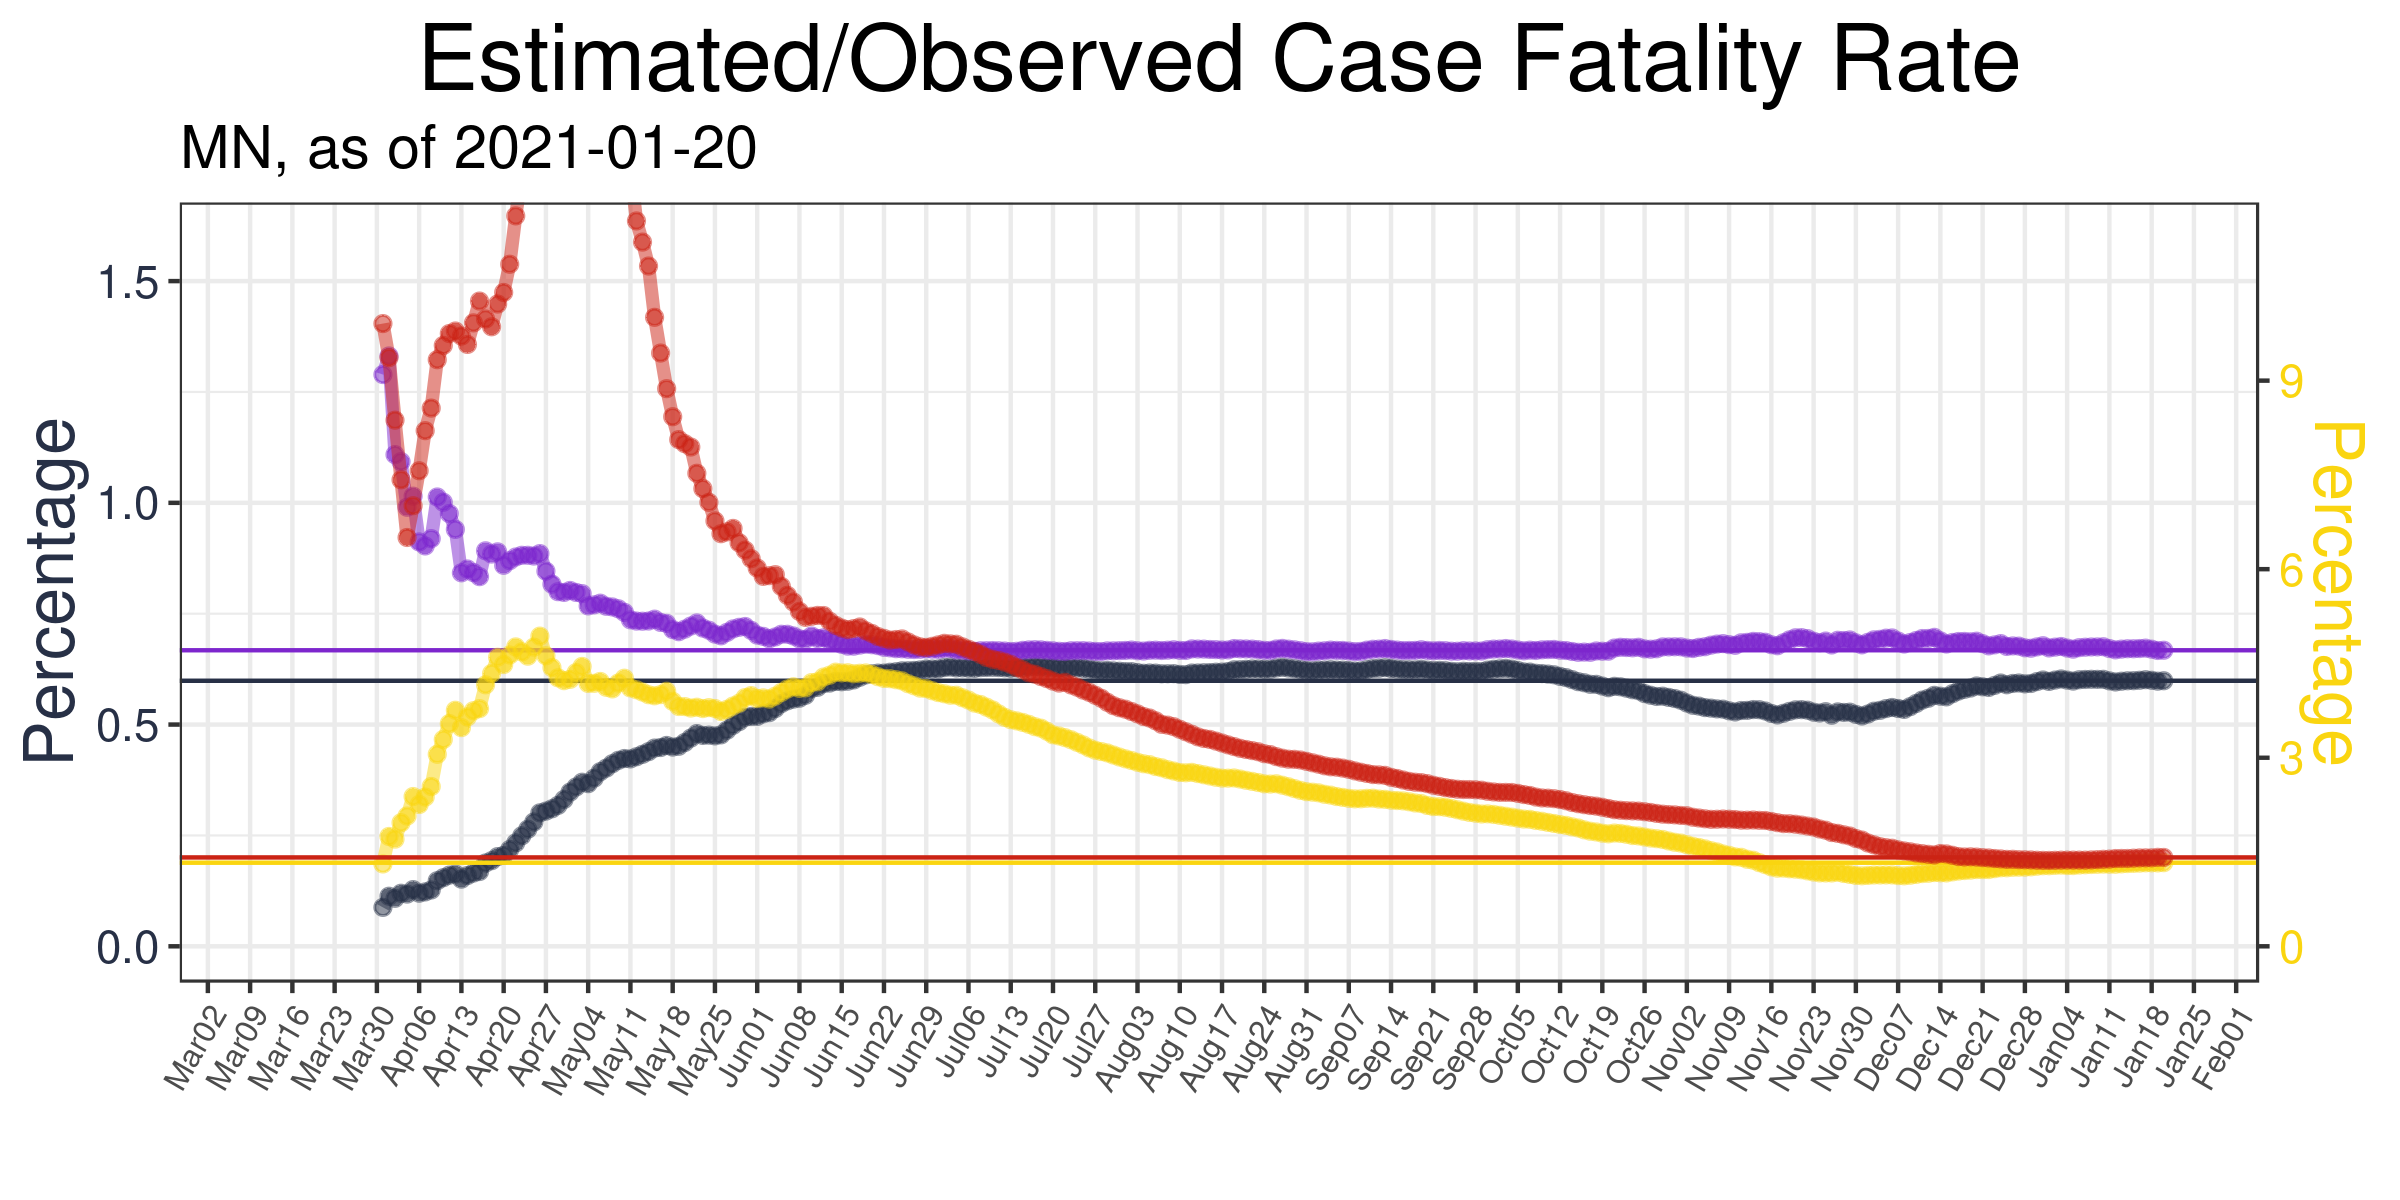 Estimated/Observed Case Fatality Rate
MN, as of 2021-01-20
Percentage
1.5
1.0
0.5
0.0
9
6
3
0
Percentage
Mar02 Mar09 Mar16 Mar23 Mar30 Apr06 Apr13 Apr20 Apr27 May04 May11 May18 May25 Jun01 Jun08 Jun15 Jun22 Jun29 Jul06 Jul13 Jul20 Jul27 Aug03 Aug10 Aug17 Aug24 Aug31 Sep07 Sep14 Sep21 Sep28 Oct05 Oct12 Oct19 Oct26 Nov02 Nov09 Nov16 Nov23 Nov30 Dec07 Dec14 Dec21 Dec28 Jan04 Jan11 Jan18 Jan25 Feb01